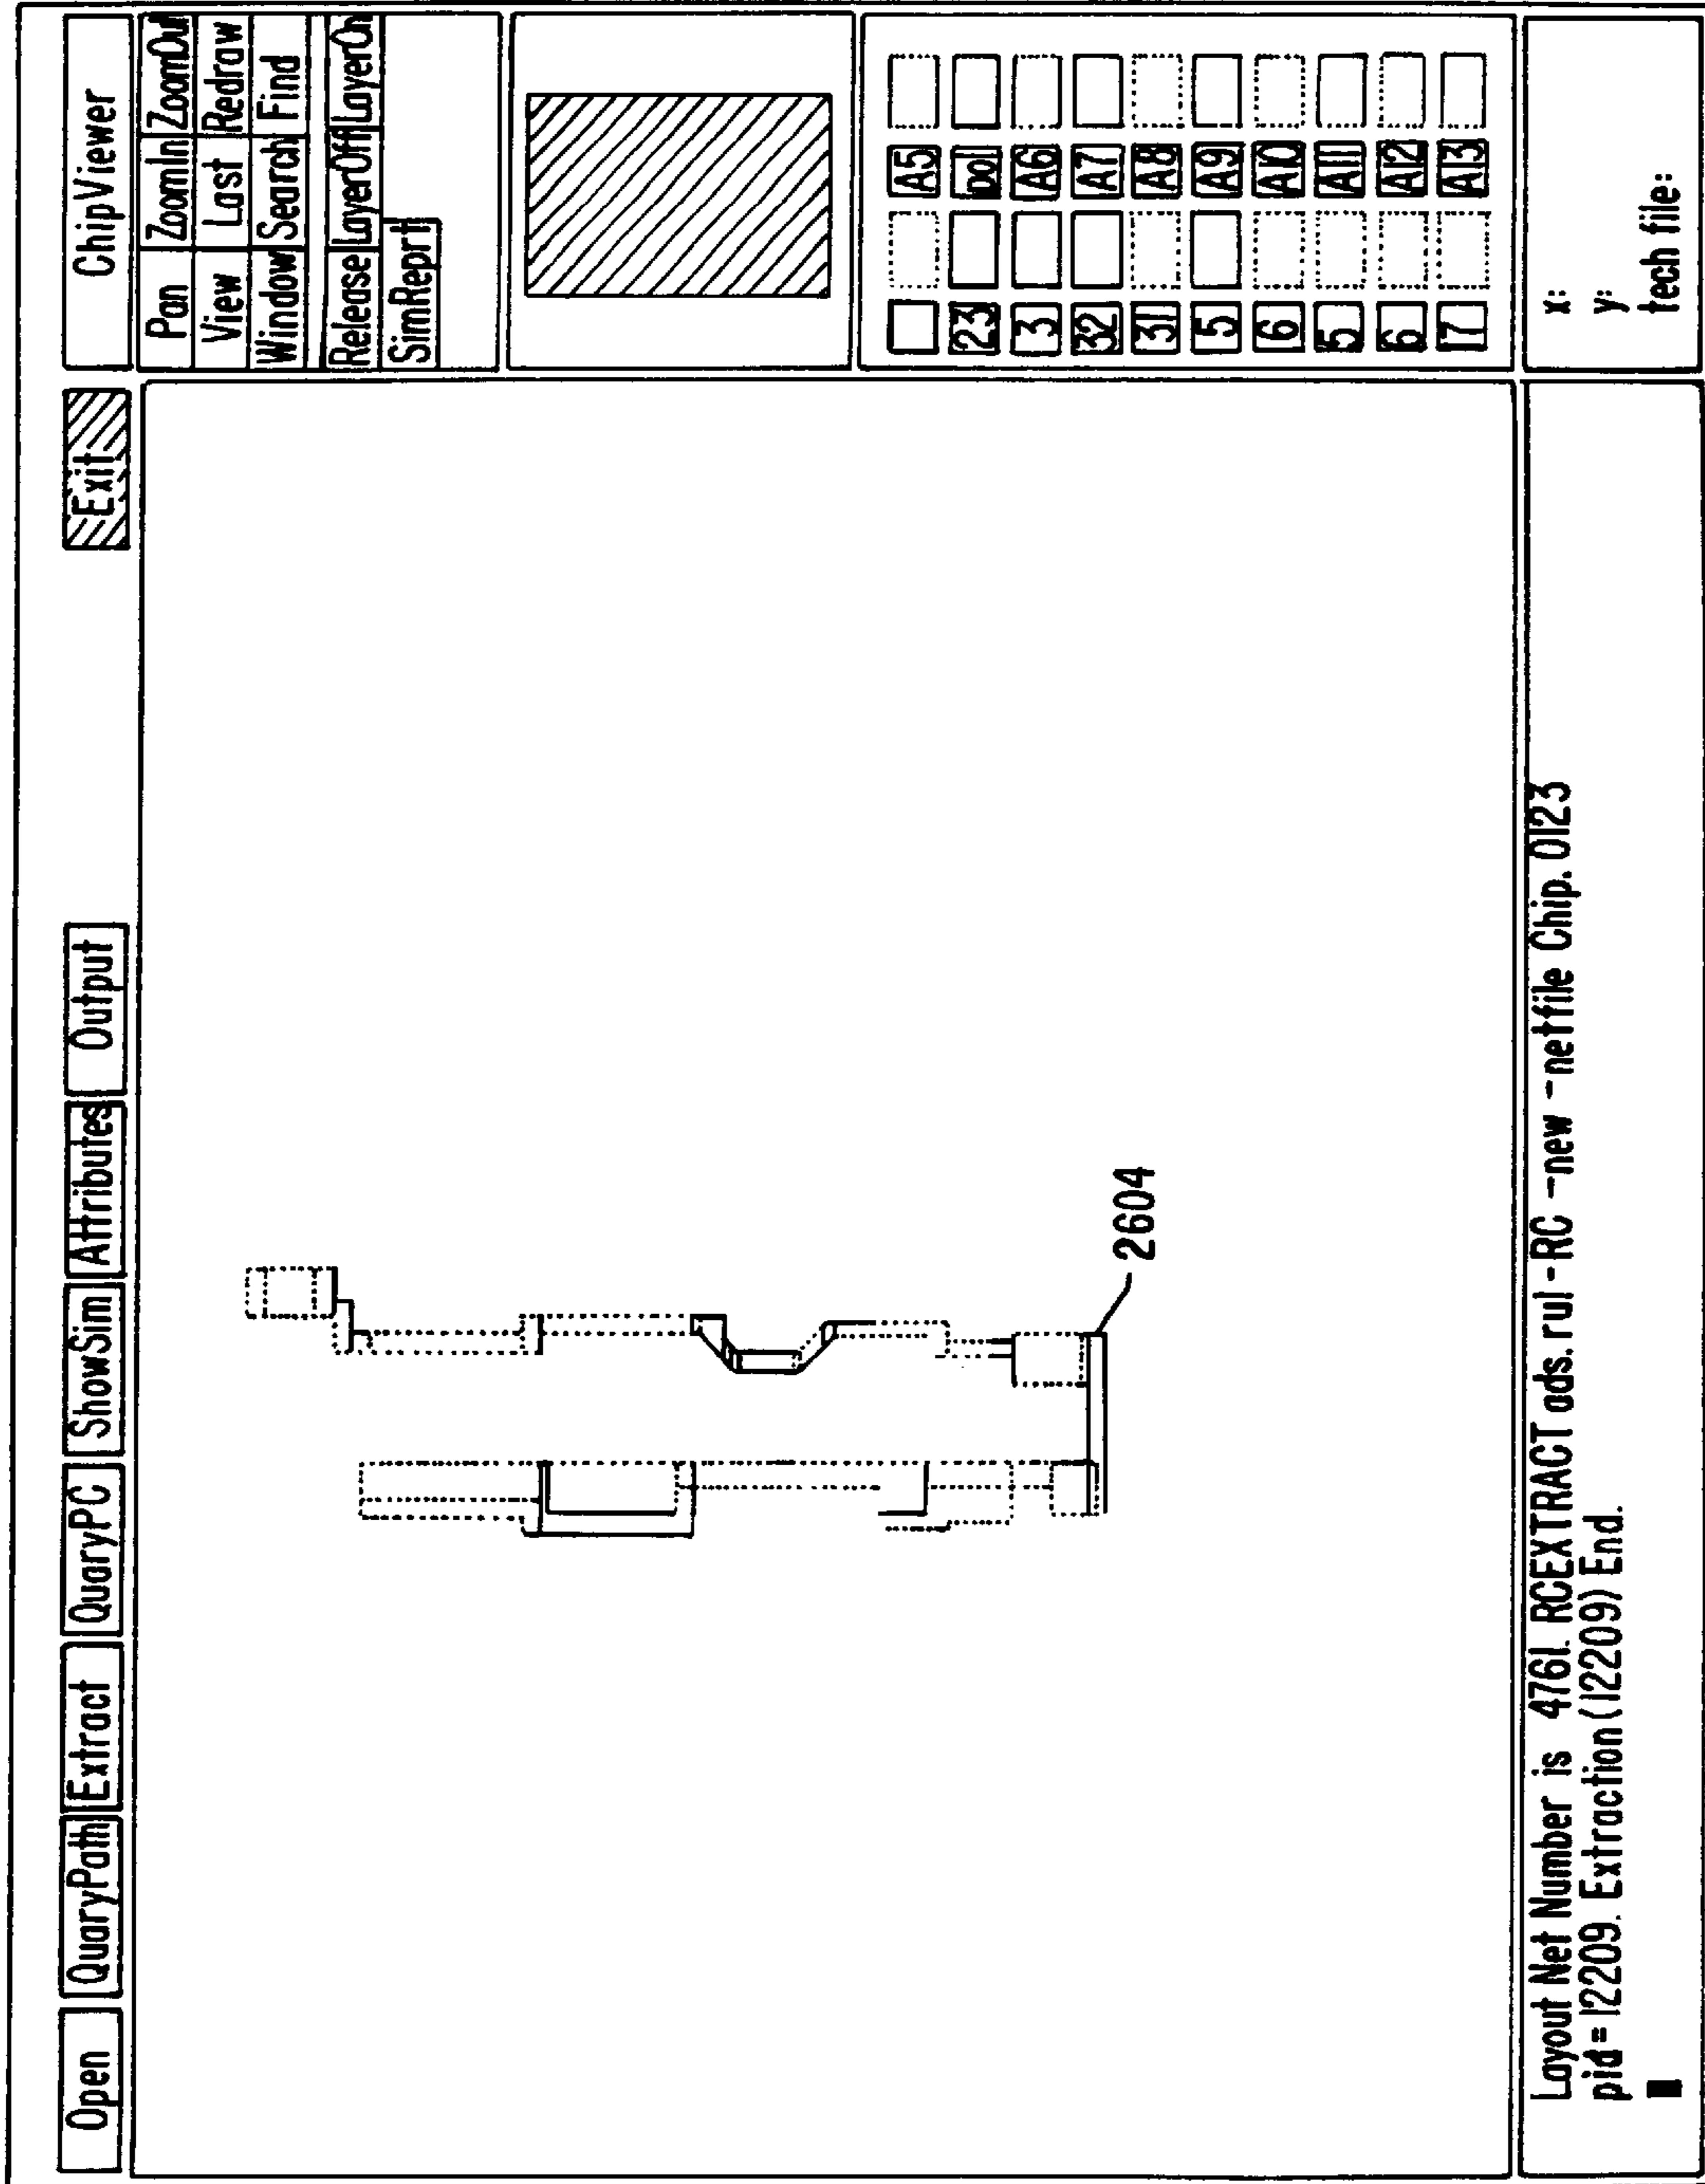 Open QuaryPath Extract QuaryPC ShowSim Attributes Output Exit
ChipViewer
Pan ZoomIn ZoomOut
View Last Redraw
Window Search Find
Release LayerOff LayerOn
SimReprt
A5
23 pol
3 A6
32 A7
31 A8
5 A9
6 A10
5 A11
6 A12
17 A13
2604
Layout Net Number is 4761. RCEXTRACT ads.rul -RC -new -netfile Chip. 0123
pid = 12209. Extraction (12209) End.
x:
y:
tech file: